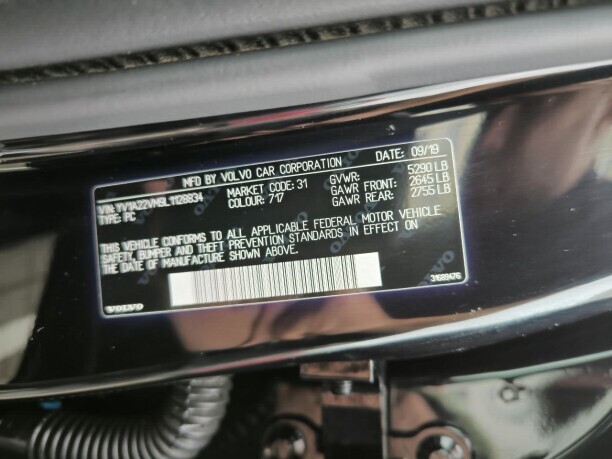 MFD BY VOLVO CAR CORPORATION DATE: 09/19
VIN: YV1A22VM9L1128834 MARKET CODE: 31 GVWR: 5290 LB
TYPE: PC COLOUR: 717 GAWR FRONT: 2645 LB
GAWR REAR: 2755 LB
THIS VEHICLE CONFORMS TO ALL APPLICABLE FEDERAL MOTOR VEHICLE
SAFETY, BUMPER AND THEFT PREVENTION STANDARDS IN EFFECT ON
THE DATE OF MANUFACTURE SHOWN ABOVE.
31689476
VOLVO